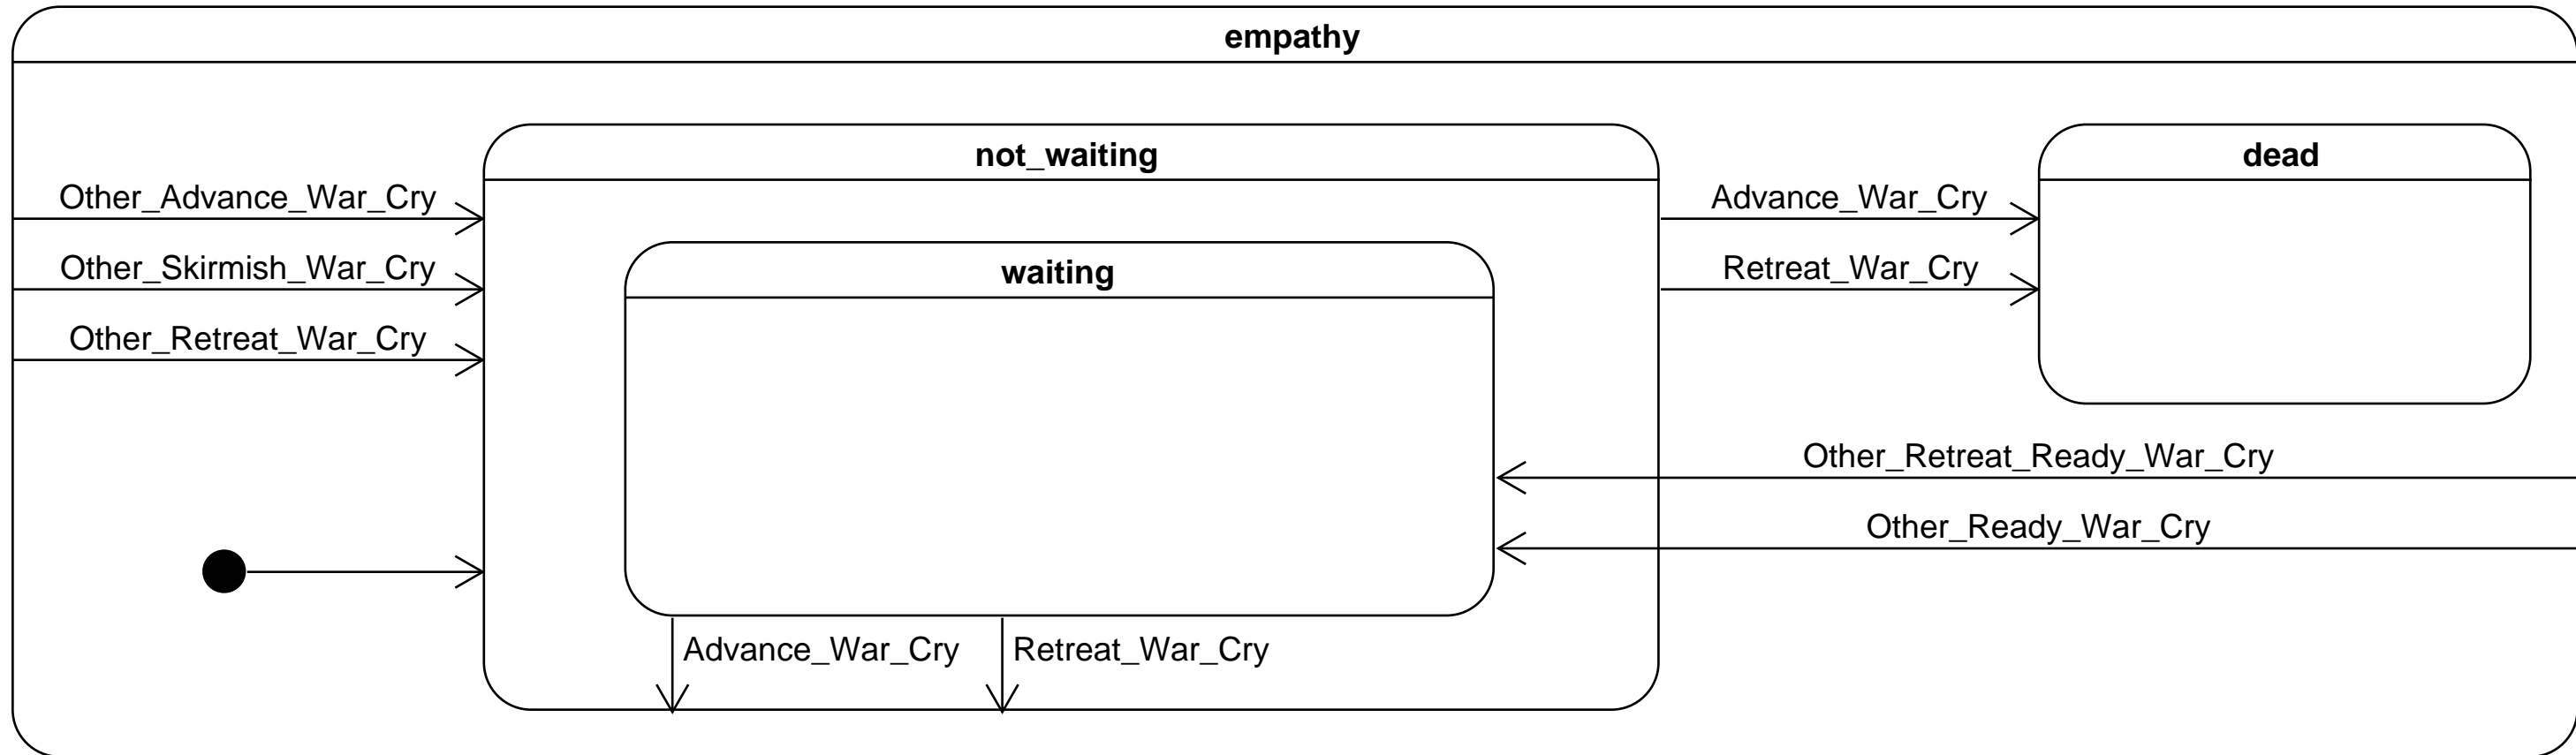 empathy
not_waiting
dead
Other_Advance_War_Cry
Advance_War_Cry
Other_Skirmish_War_Cry
waiting
Retreat_War_Cry
Other_Retreat_War_Cry
Other_Retreat_Ready_War_Cry
Other_Ready_War_Cry
Advance_War_Cry
Retreat_War_Cry